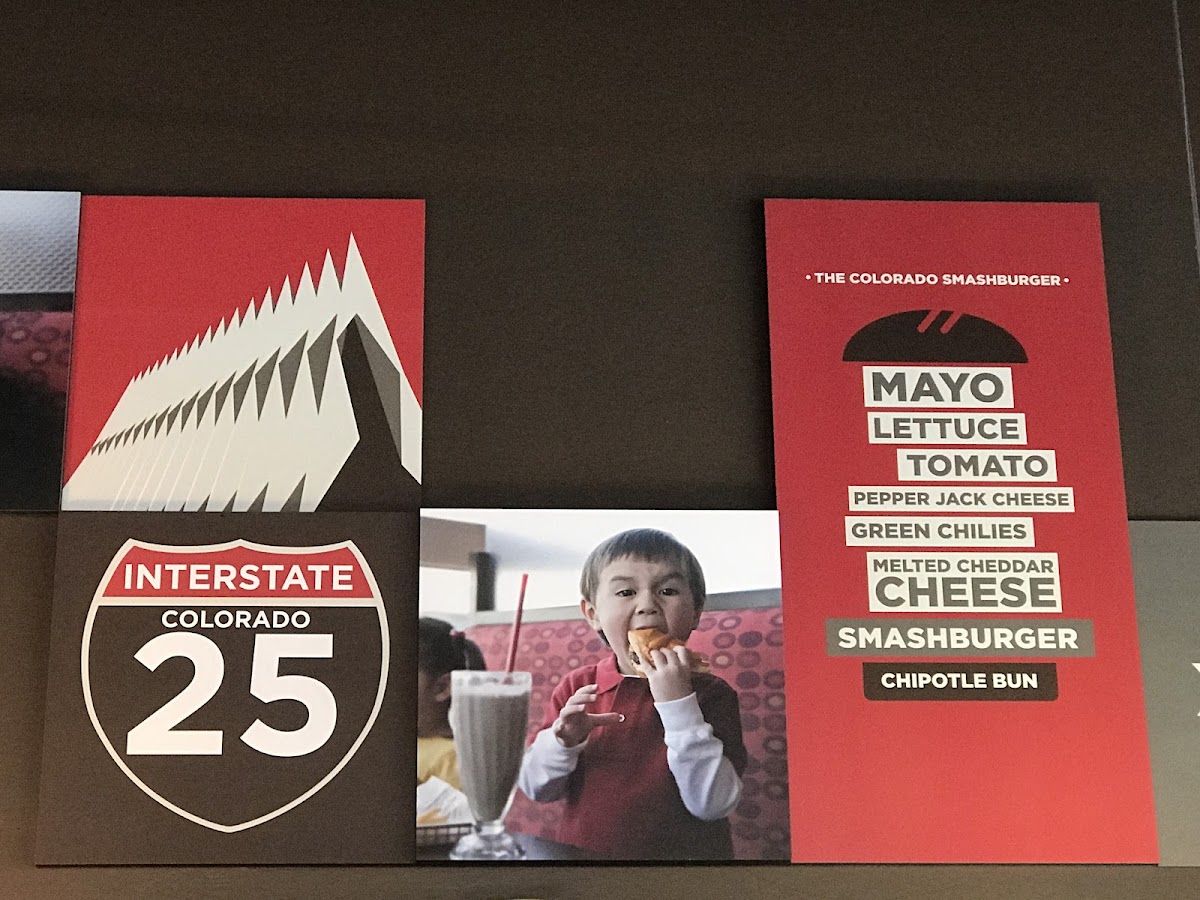 INTERSTATE
COLORADO
25
• THE COLORADO SMASHBURGER •
MAYO
LETTUCE
TOMATO
PEPPER JACK CHEESE
GREEN CHILIES
MELTED CHEDDAR
CHEESE
SMASHBURGER
CHIPOTLE BUN